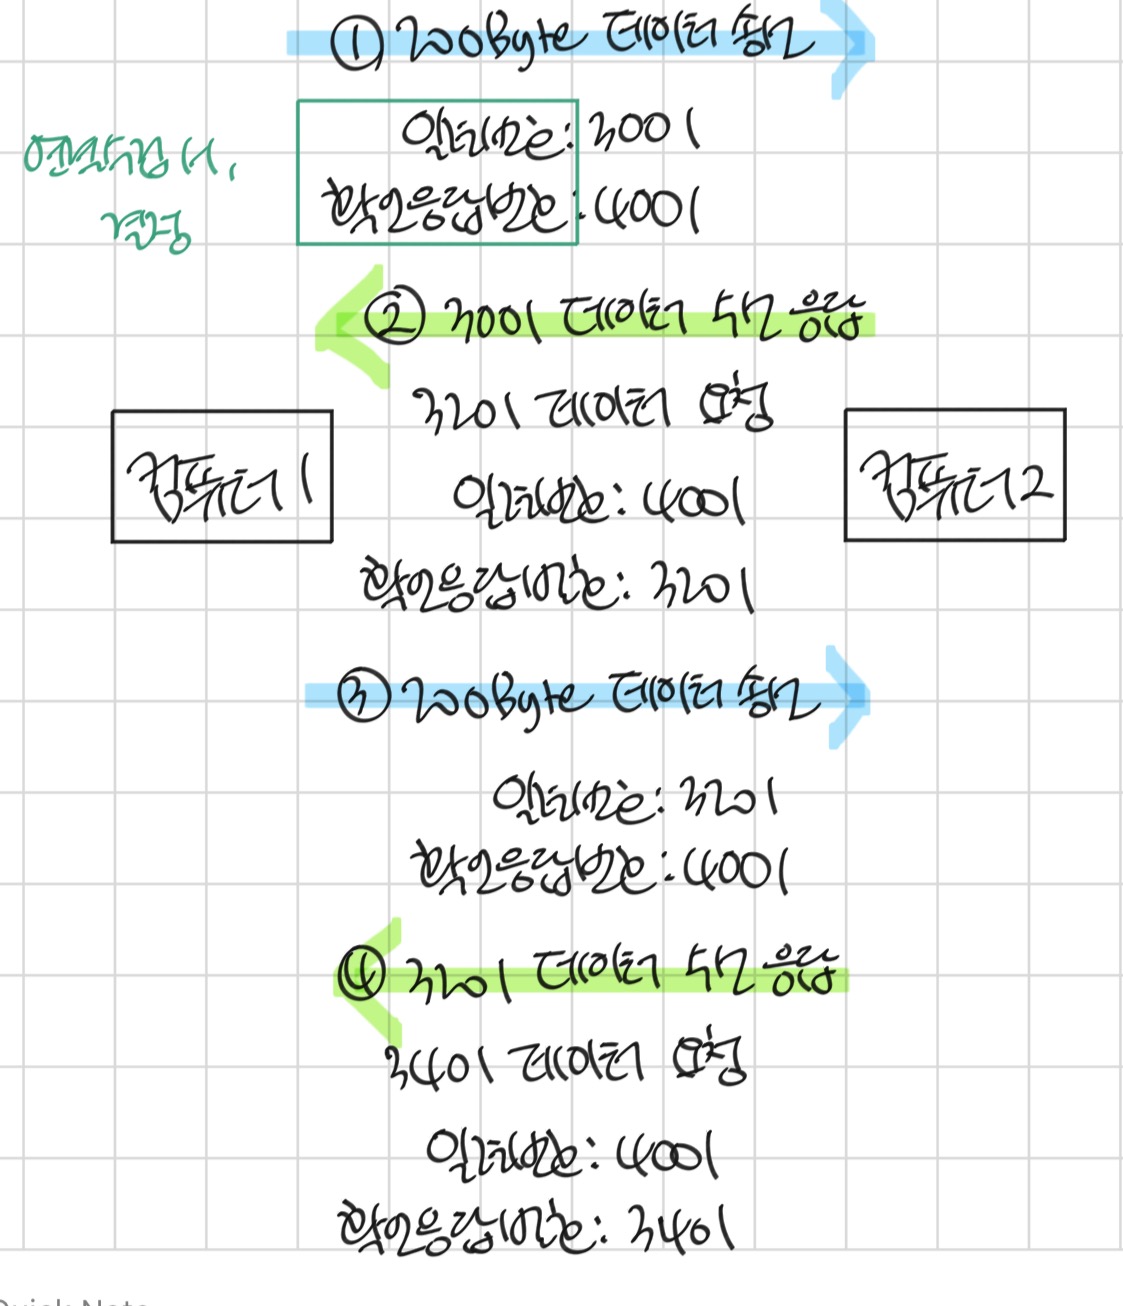 ① 200Byte 데이터 송신
일련번호: 3001
확인응답번호: 4001
연락수립 시,
결정
② 3001 데이터 수신 응답
3201 데이터 요청
일련번호: 4001
확인응답번호: 3201
컴퓨터1
컴퓨터2
③ 200Byte 데이터 송신
일련번호: 3201
확인응답번호: 4001
④ 3201 데이터 수신 응답
3401 데이터 요청
일련번호: 4001
확인응답번호: 3401